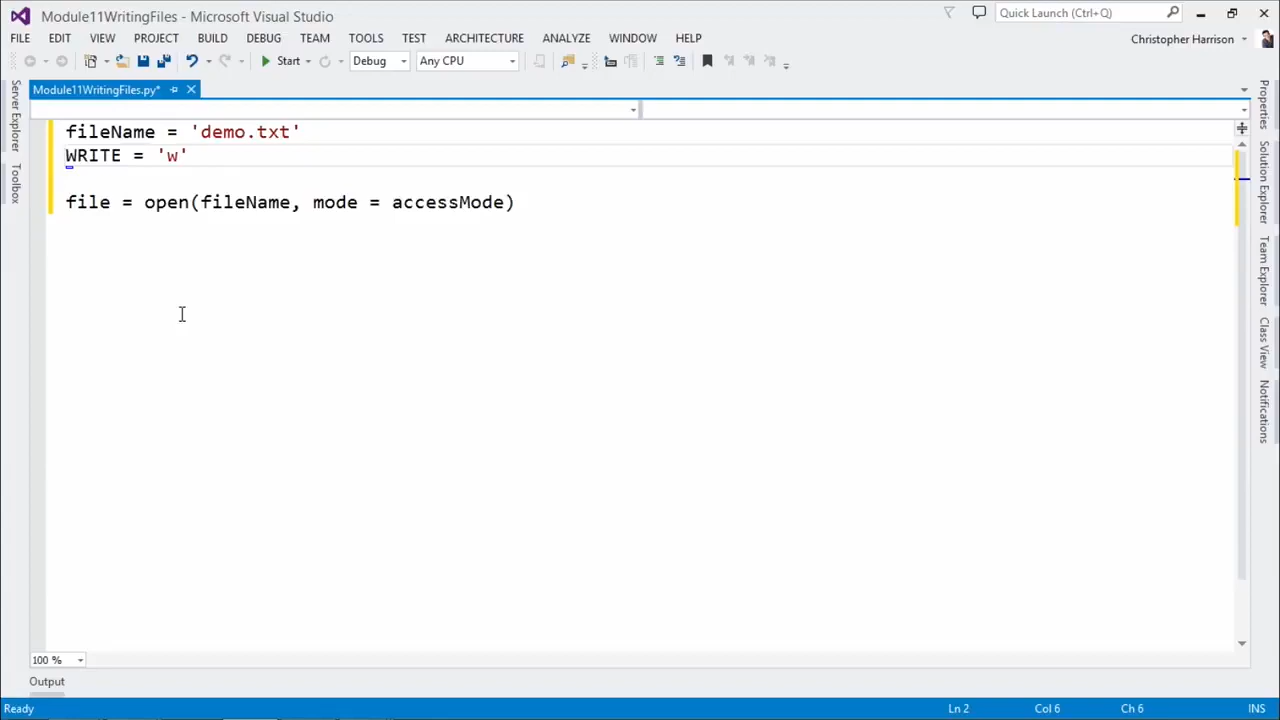 Module11WritingFiles - Microsoft Visual Studio
Quick Launch (Ctrl+Q)
FILE EDIT VIEW PROJECT BUILD DEBUG TEAM TOOLS TEST ARCHITECTURE ANALYZE WINDOW HELP
Christopher Harrison
Start Debug Any CPU
Module11WritingFiles.py*
Server Explorer
Toolbox
fileName = 'demo.txt'
WRITE = 'w'
file = open(fileName, mode = accessMode)
Properties
Solution Explorer
Team Explorer
Class View
Notifications
100 %
Output
Ready Ln 2 Col 6 Ch 6 INS